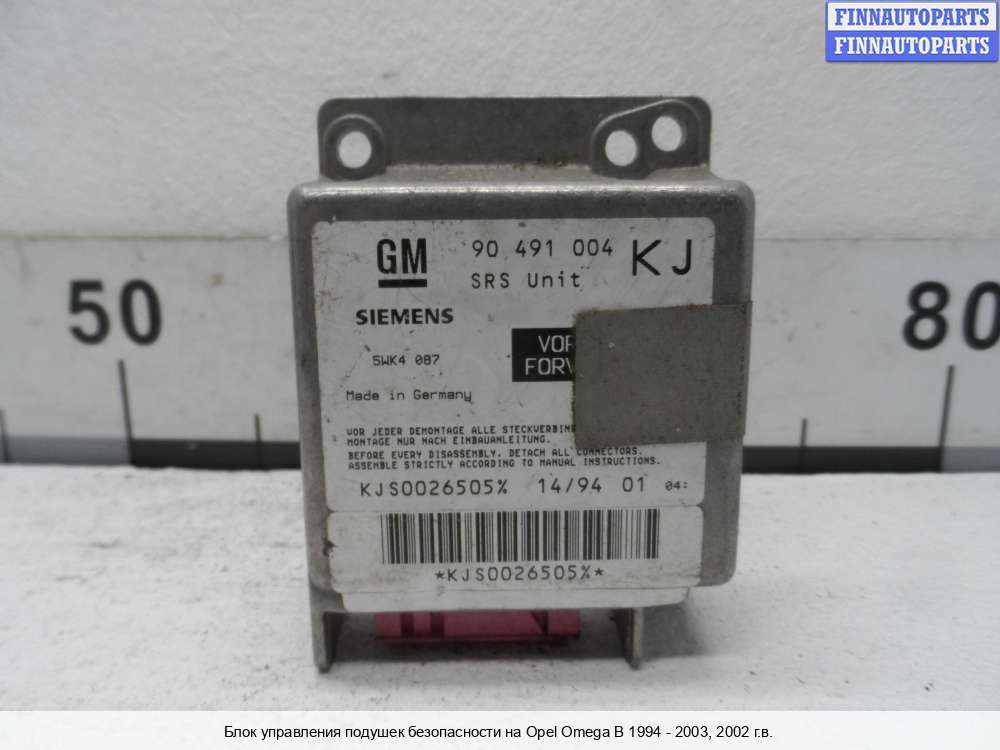 FINNAUTOPARTS
FINNAUTOPARTS
GM 90 491 004 KJ
SRS Unit
SIEMENS
5WK4 087
Made in Germany
VOR JEDER DEMONTAGE ALLE
MONTAGE NUR NACH EINBAUANLEITUNG.
BEFORE EVERY DISASSEMBLY. DETACH ALL CONNECTORS.
ASSEMBLE STRICTLY ACCORDING TO MANUAL INSTRUCTIONS.
KJS0026505% 14/94 01 04:
*KJS0026505%*
50
80
Блок управления подушек безопасности на Opel Omega B 1994 - 2003, 2002 г.в.